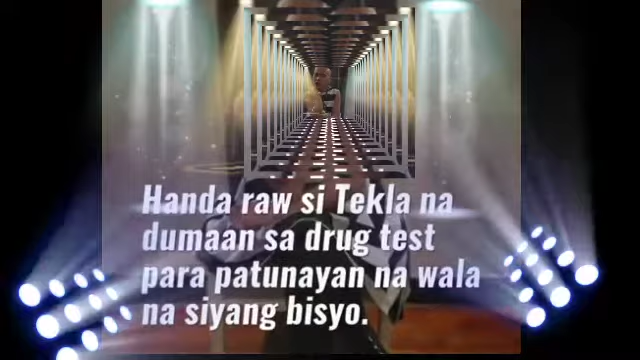 Handa raw si Tekla na
dumaan sa drug test
para patunayan na wala
na siyang bisyo.